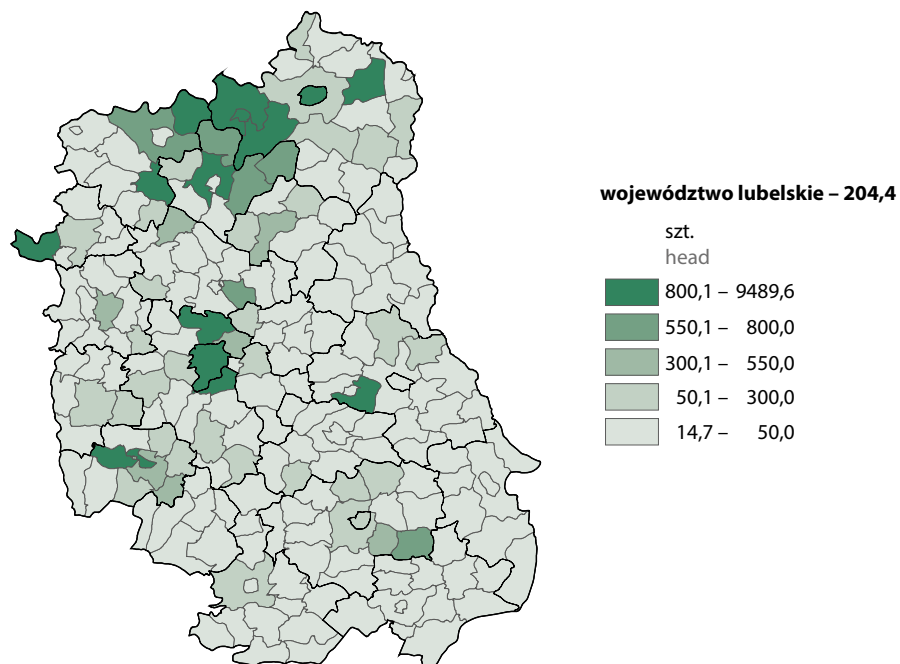 województwo lubelskie – 204,4
szt.
head
800,1 – 9489,6
550,1 – 800,0
300,1 – 550,0
50,1 – 300,0
14,7 – 50,0